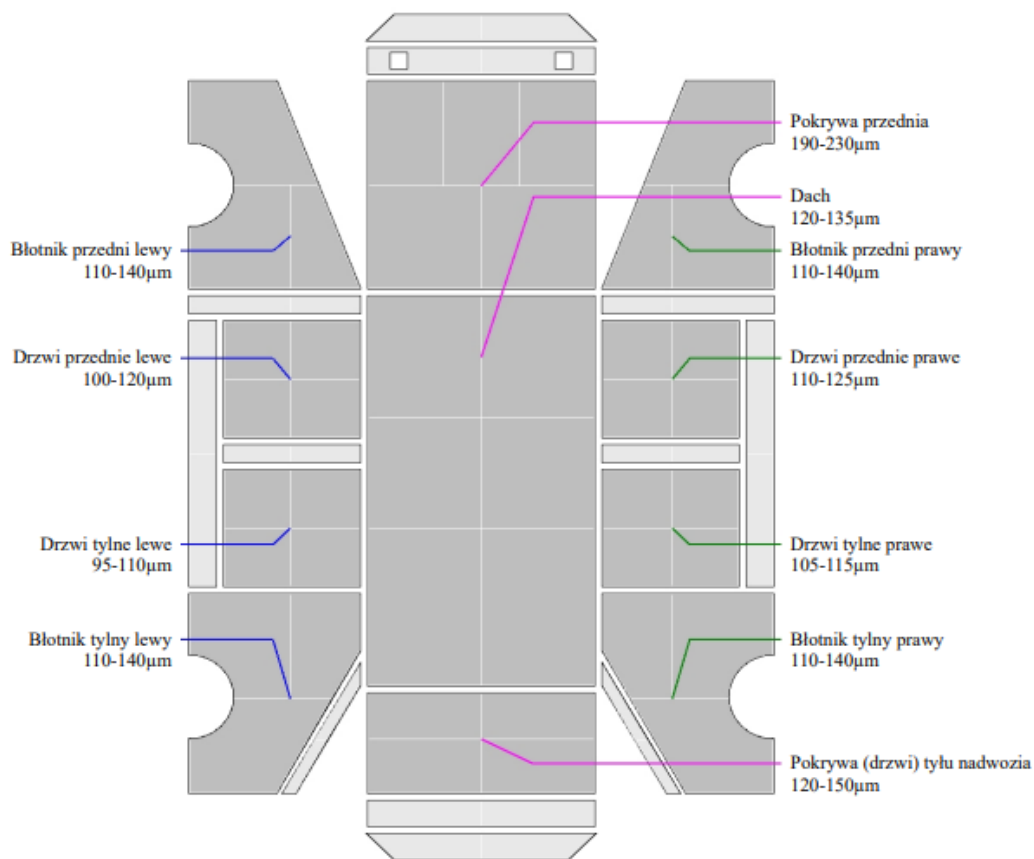 Pokrywa przednia
190-230µm
Dach
120-135µm
Błotnik przedni lewy
110-140µm
Błotnik przedni prawy
110-140µm
Drzwi przednie lewe
100-120µm
Drzwi przednie prawe
110-125µm
Drzwi tylne lewe
95-110µm
Drzwi tylne prawe
105-115µm
Błotnik tylny lewy
110-140µm
Błotnik tylny prawy
110-140µm
Pokrywa (drzwi) tyłu nadwozia
120-150µm